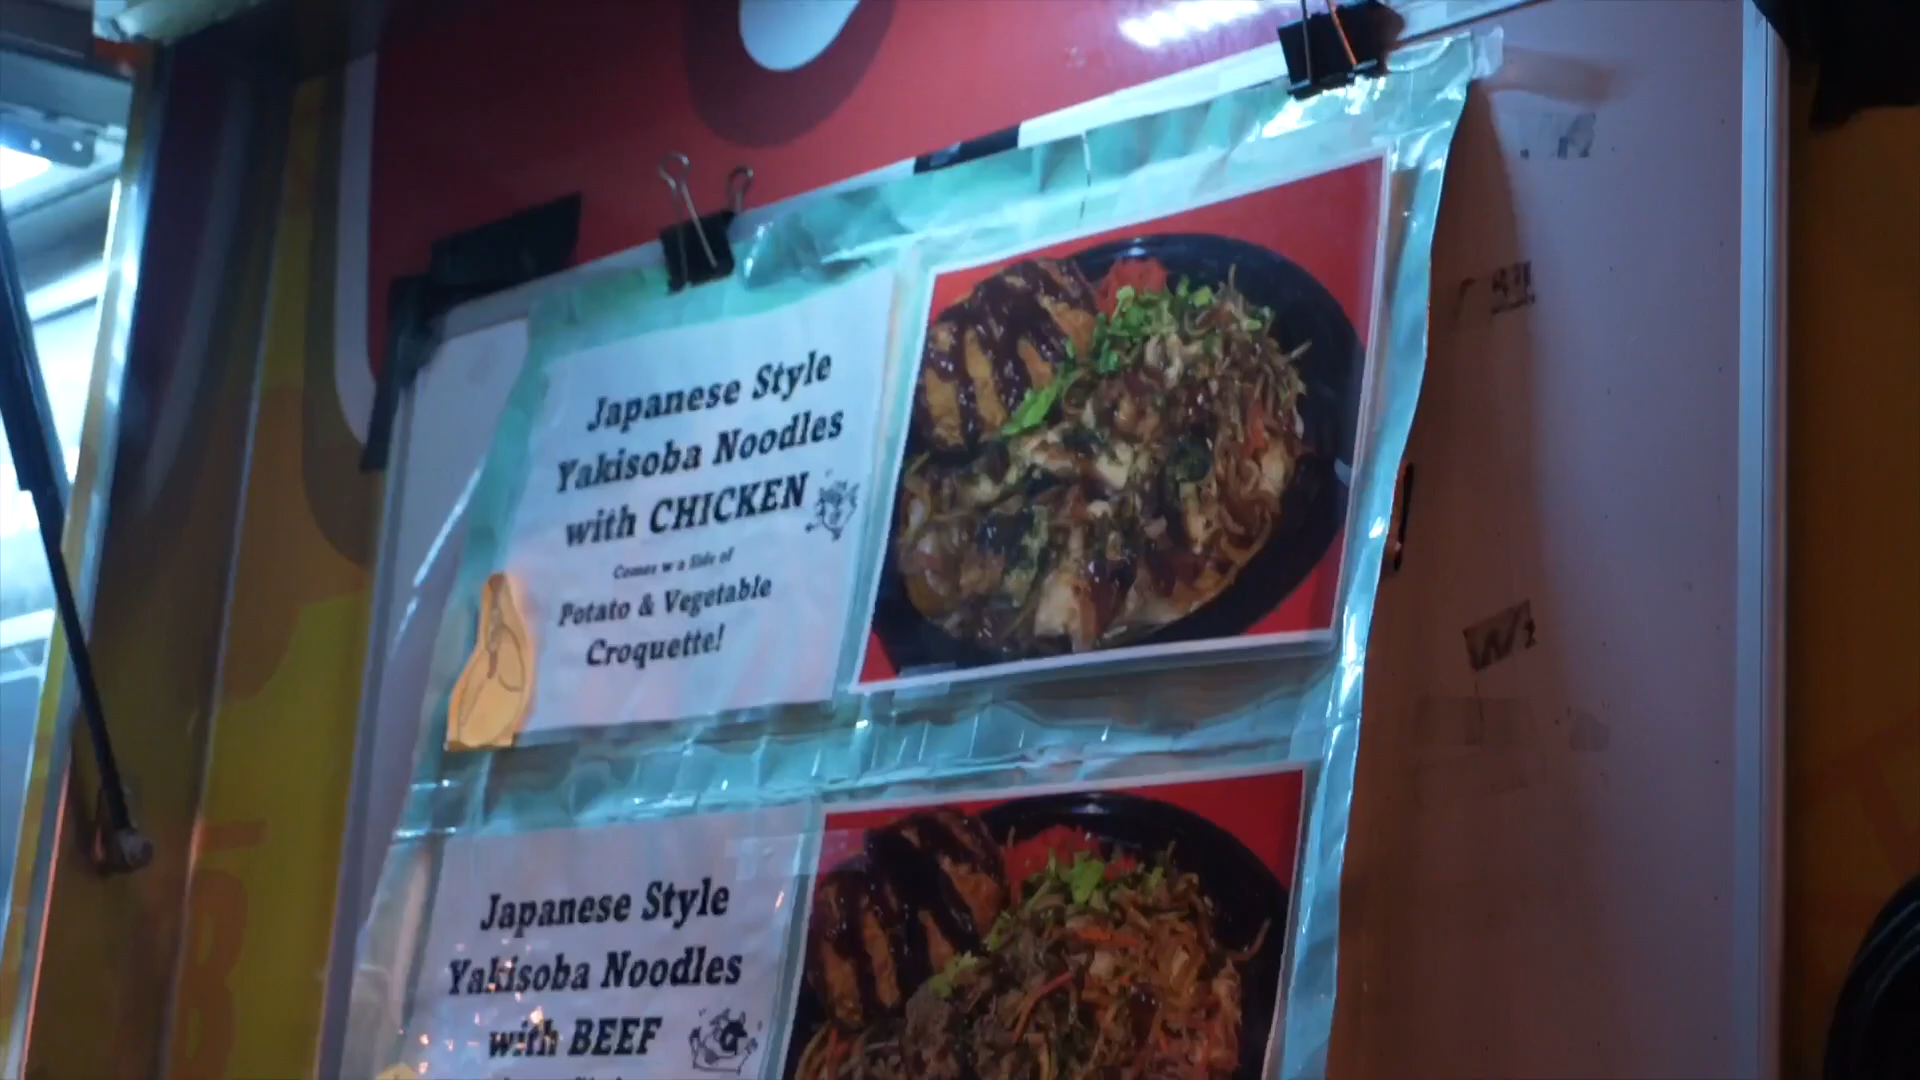 Japanese Style
Yakisoba Noodles
with CHICKEN
Comes w a Side of
Potato & Vegetable
Croquette!
Japanese Style
Yakisoba Noodles
with BEEF